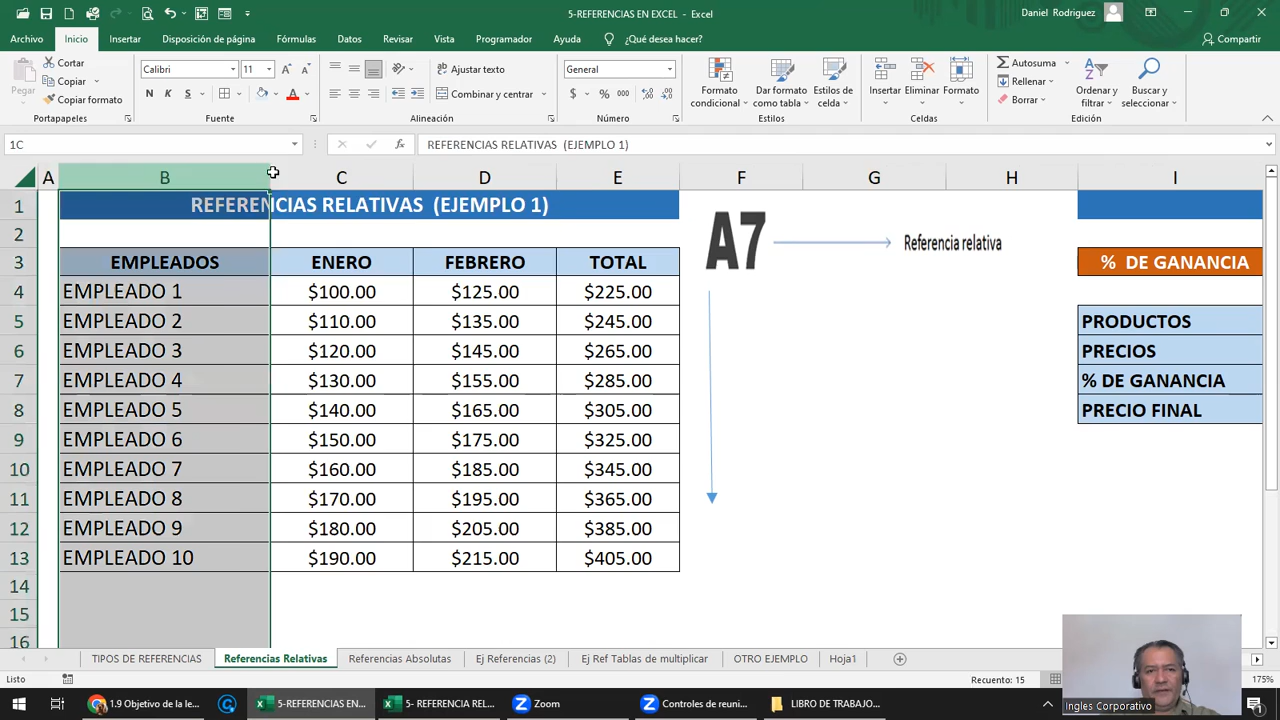 5-REFERENCIAS EN EXCEL - Excel
Daniel Rodriguez
Archivo Inicio Insertar Disposición de página Fórmulas Datos Revisar Vista Programador Ayuda ¿Qué desea hacer? Compartir
Pegar
Cortar
Copiar
Copiar formato
Portapapeles
Calibri 11
N K S
Fuente
Ajustar texto
Combinar y centrar
Alineación
General
$ % 000
Número
Formato condicional
Dar formato como tabla
Estilos de celda
Estilos
Insertar Eliminar Formato
Celdas
Autosuma
Rellenar
Borrar
Ordenar y filtrar
Buscar y seleccionar
Edición
1C fx REFERENCIAS RELATIVAS (EJEMPLO 1)
A B C D E F G H I
1 REFERENCIAS RELATIVAS (EJEMPLO 1)
A7 Referencia relativa
2
3 EMPLEADOS ENERO FEBRERO TOTAL % DE GANANCIA
4 EMPLEADO 1 $100.00 $125.00 $225.00
5 EMPLEADO 2 $110.00 $135.00 $245.00 PRODUCTOS
6 EMPLEADO 3 $120.00 $145.00 $265.00 PRECIOS
7 EMPLEADO 4 $130.00 $155.00 $285.00 % DE GANANCIA
8 EMPLEADO 5 $140.00 $165.00 $305.00 PRECIO FINAL
9 EMPLEADO 6 $150.00 $175.00 $325.00
10 EMPLEADO 7 $160.00 $185.00 $345.00
11 EMPLEADO 8 $170.00 $195.00 $365.00
12 EMPLEADO 9 $180.00 $205.00 $385.00
13 EMPLEADO 10 $190.00 $215.00 $405.00
14
15
16
TIPOS DE REFERENCIAS Referencias Relativas Referencias Absolutas Ej Referencias (2) Ej Ref Tablas de multiplicar OTRO EJEMPLO Hoja1
Listo Recuento: 15 175%
1.9 Objetivo de la le... 5-REFERENCIAS EN... 5- REFERENCIA REL... Zoom Controles de reuni... LIBRO DE TRABAJO...
Ingles Corporativo